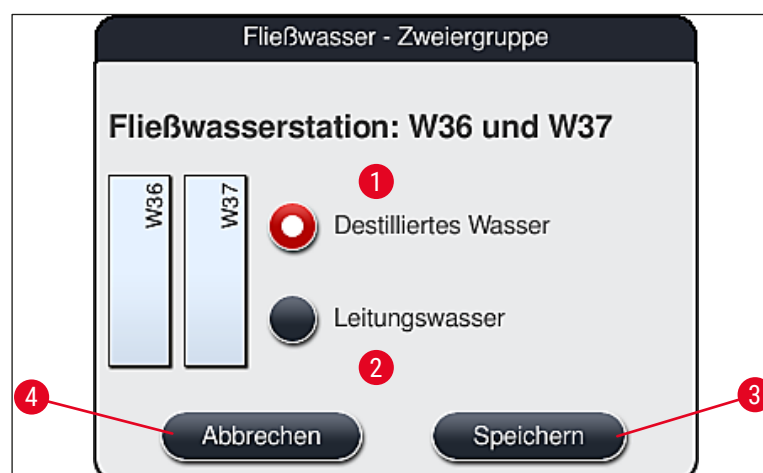 Fließwasser - Zweiergruppe
Fließwasserstation: W36 und W37
W36
W37
1
Destilliertes Wasser
Leitungswasser
2
4
Abbrechen
Speichern
3